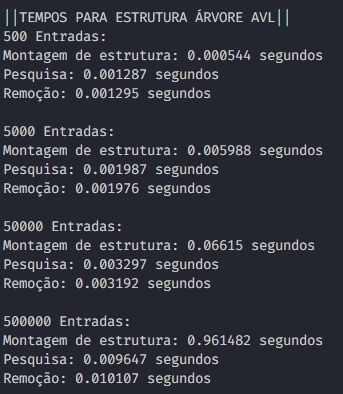 ||TEMPOS PARA ESTRUTURA ÁRVORE AVL||
500 Entradas:
Montagem de estrutura: 0.000544 segundos
Pesquisa: 0.001287 segundos
Remoção: 0.001295 segundos
5000 Entradas:
Montagem de estrutura: 0.005988 segundos
Pesquisa: 0.001987 segundos
Remoção: 0.001976 segundos
50000 Entradas:
Montagem de estrutura: 0.06615 segundos
Pesquisa: 0.003297 segundos
Remoção: 0.003192 segundos
500000 Entradas:
Montagem de estrutura: 0.961482 segundos
Pesquisa: 0.009647 segundos
Remoção: 0.010107 segundos